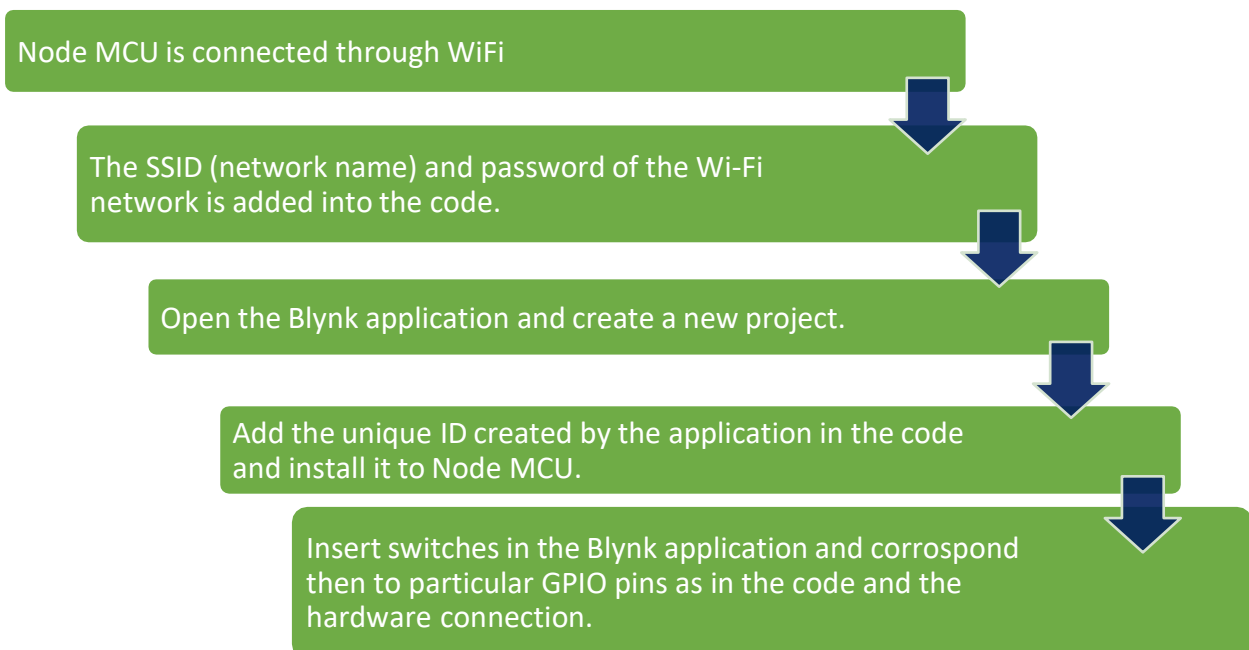 Node MCU is connected through WiFi
The SSID (network name) and password of the Wi-Fi
network is added into the code.
Open the Blynk application and create a new project.
Add the unique ID created by the application in the code
and install it to Node MCU.
Insert switches in the Blynk application and corrospond
then to particular GPIO pins as in the code and the
hardware connection.